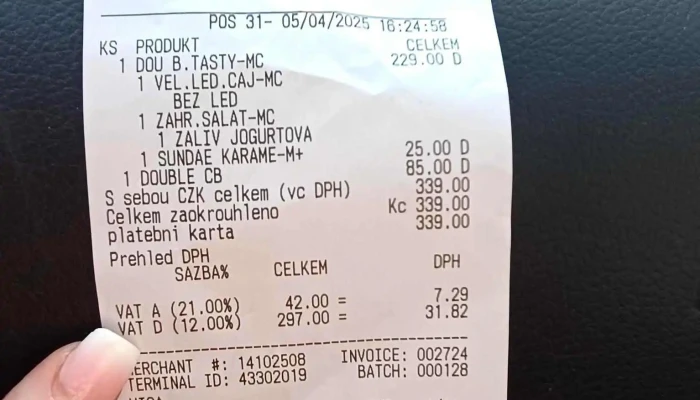 POS 31- 05/04/2025 16:24:58
KS PRODUKT CELKEM
1 DOU B.TASTY-MC 229.00 D
1 VEL.LED.CAJ-MC
BEZ LED
1 ZAHR.SALAT-MC
1 ZALIV JOGURTOVA
1 SUNDAE KARAME-M+ 25.00 D
1 DOUBLE CB 85.00 D
S sebou CZK celkem (vc DPH) 339.00
Celkem zaokrouhleno Kc 339.00
platebni karta 339.00
Prehled DPH
SAZBA% CELKEM DPH
VAT A (21.00%) 42.00 = 7.29
VAT D (12.00%) 297.00 = 31.82
ERCHANT #: 14102508 INVOICE: 002724
TERMINAL ID: 43302019 BATCH: 000128